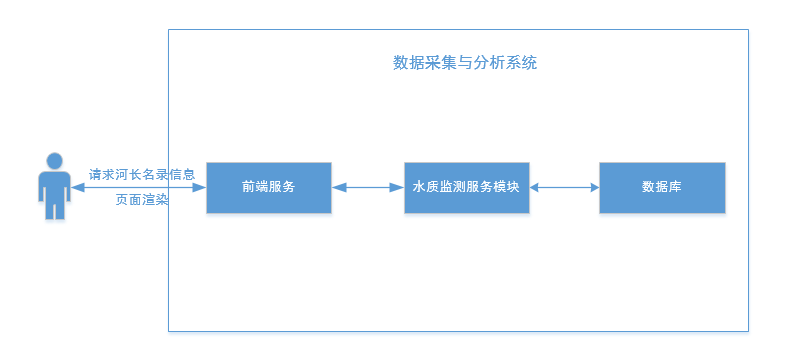 数据采集与分析系统
请求河长名录信息
页面渲染
前端服务
水质监测服务模块
数据库